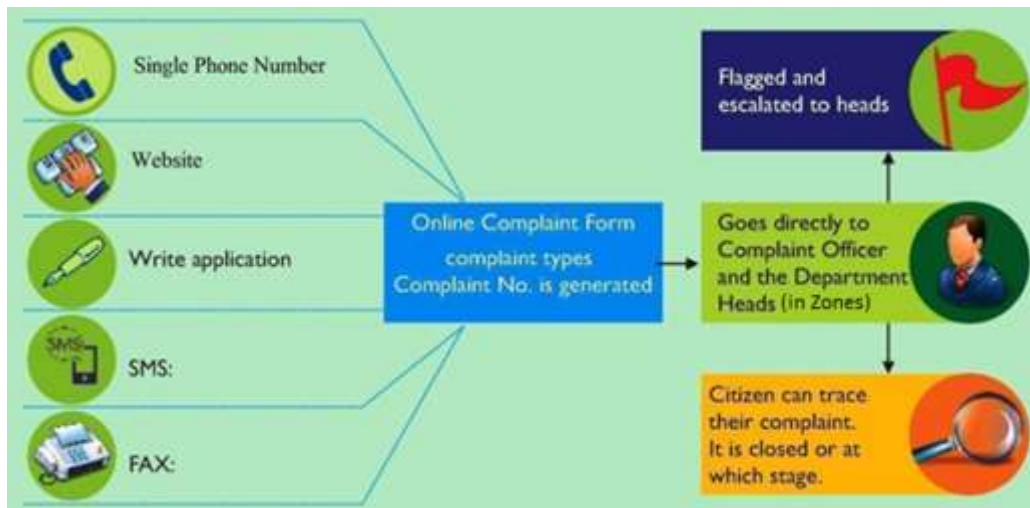 Single Phone Number
Website
Write application
SMS:
SMS:
FAX:
Online Complaint Form
complaint types
Complaint No. is generated
Flagged and
escalated to heads
Goes directly to
Complaint Officer
and the Department
Heads (in Zones)
Citizen can trace
their complaint.
It is closed or at
which stage.